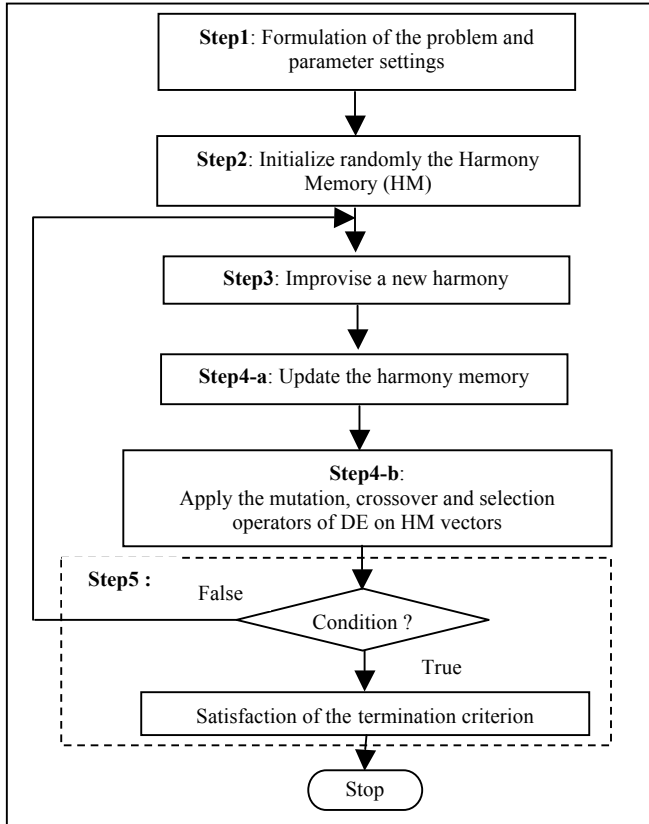 Step1: Formulation of the problem and
parameter settings
Step2: Initialize randomly the Harmony
Memory (HM)
Step3: Improvise a new harmony
Step4-a: Update the harmony memory
Step4-b:
Apply the mutation, crossover and selection
operators of DE on HM vectors
Step5 :
False
Condition ?
True
Satisfaction of the termination criterion
Stop